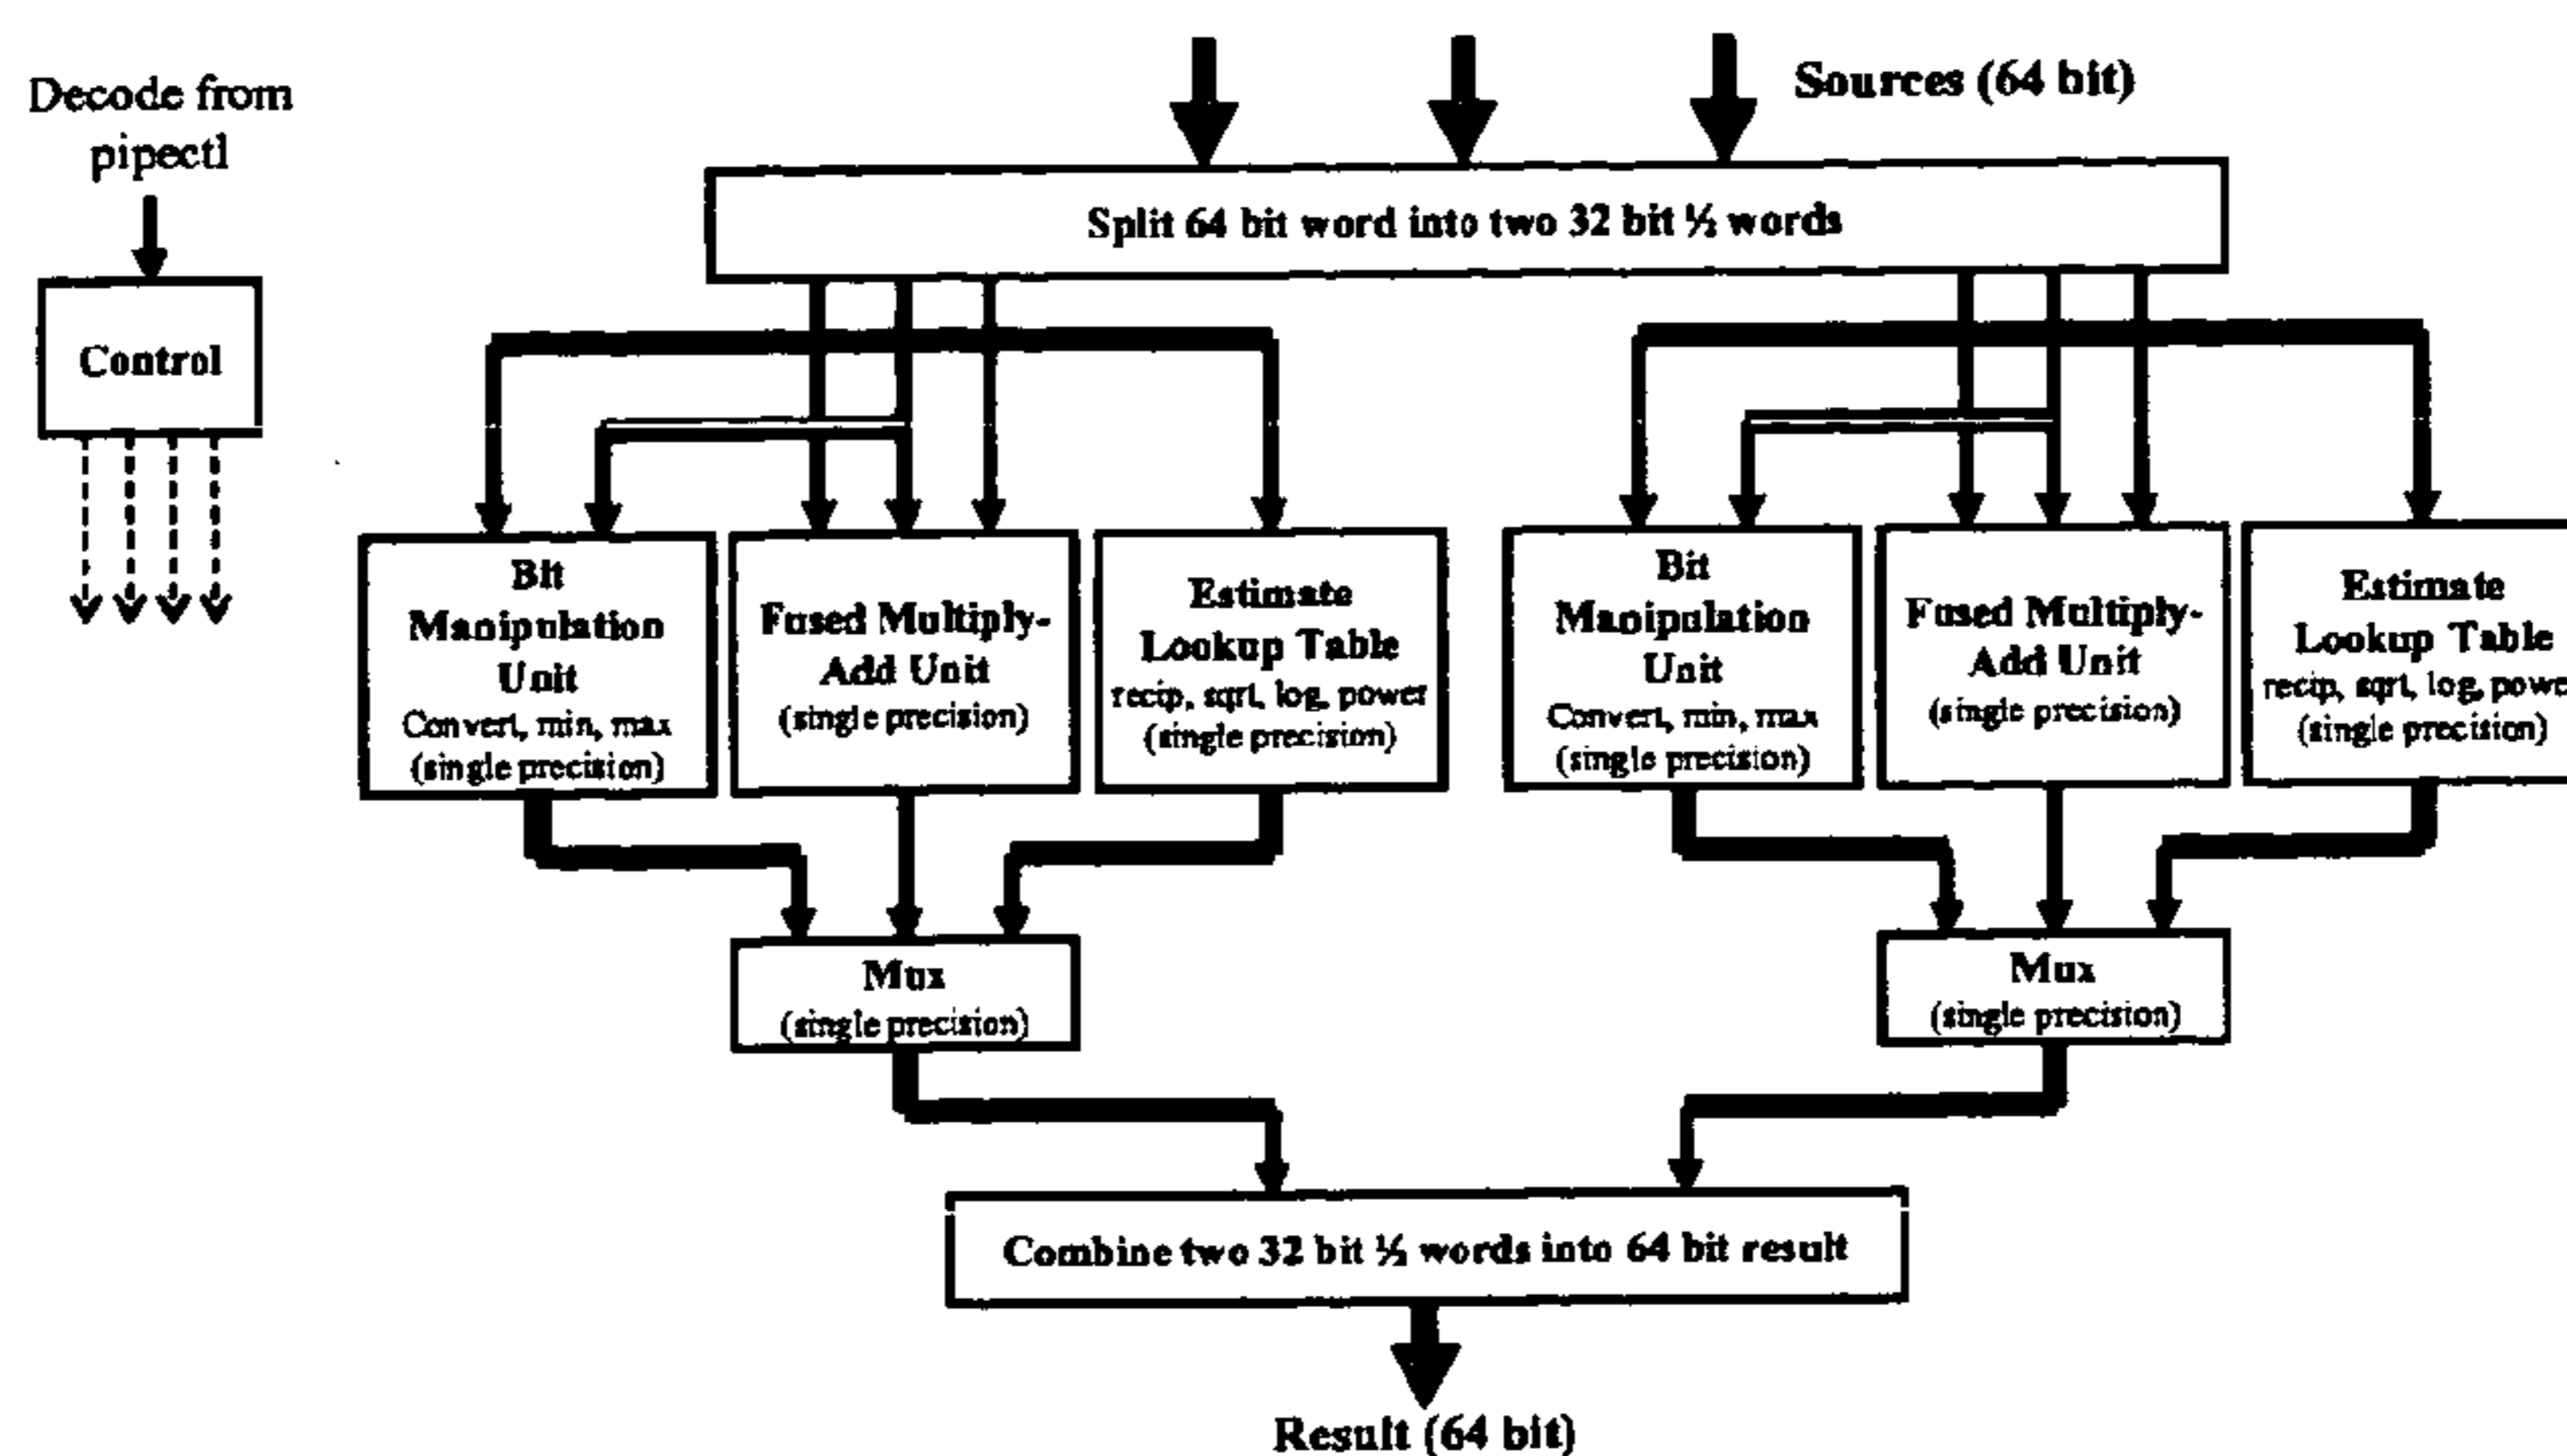 Decode from
pipectl
Control
Sources (64 bit)
Split 64 bit word into two 32 bit ½ words
Bit
Manipulation
Unit
Convert, min, max
(single precision)
Fused Multiply-
Add Unit
(single precision)
Estimate
Lookup Table
recip, sqrt, log, power
(single precision)
Bit
Manipulation
Unit
Convert, min, max
(single precision)
Fused Multiply-
Add Unit
(single precision)
Estimate
Lookup Table
recip, sqrt, log, powe
(single precision)
Mux
(single precision)
Mux
(single precision)
Combine two 32 bit ½ words into 64 bit result
Result (64 bit)